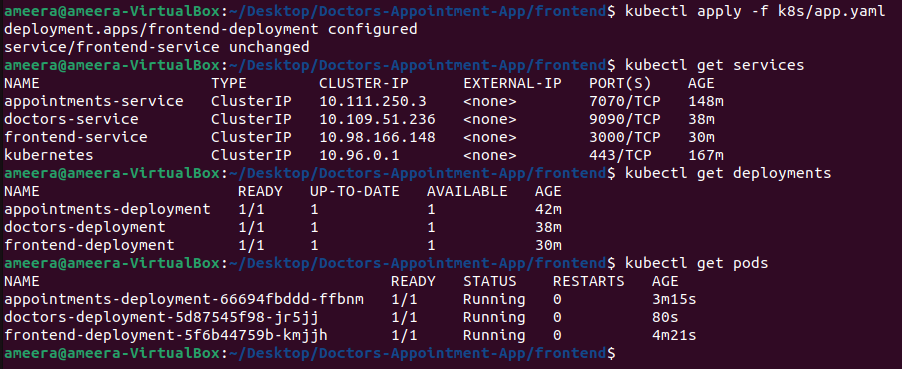 ameera@ameera-VirtualBox:~/Desktop/Doctors-Appointment-App/frontend$ kubectl apply -f k8s/app.yaml
deployment.apps/frontend-deployment configured
service/frontend-service unchanged
ameera@ameera-VirtualBox:~/Desktop/Doctors-Appointment-App/frontend$ kubectl get services
NAME TYPE CLUSTER-IP EXTERNAL-IP PORT(S) AGE
appointments-service ClusterIP 10.111.250.3 <none> 7070/TCP 148m
doctors-service ClusterIP 10.109.51.236 <none> 9090/TCP 38m
frontend-service ClusterIP 10.98.166.148 <none> 3000/TCP 30m
kubernetes ClusterIP 10.96.0.1 <none> 443/TCP 167m
ameera@ameera-VirtualBox:~/Desktop/Doctors-Appointment-App/frontend$ kubectl get deployments
NAME READY UP-TO-DATE AVAILABLE AGE
appointments-deployment 1/1 1 1 42m
doctors-deployment 1/1 1 1 38m
frontend-deployment 1/1 1 1 30m
ameera@ameera-VirtualBox:~/Desktop/Doctors-Appointment-App/frontend$ kubectl get pods
NAME READY STATUS RESTARTS AGE
appointments-deployment-66694fbddd-ffbnm 1/1 Running 0 3m15s
doctors-deployment-5d87545f98-jr5jj 1/1 Running 0 80s
frontend-deployment-5f6b44759b-kmjjh 1/1 Running 0 4m21s
ameera@ameera-VirtualBox:~/Desktop/Doctors-Appointment-App/frontend$